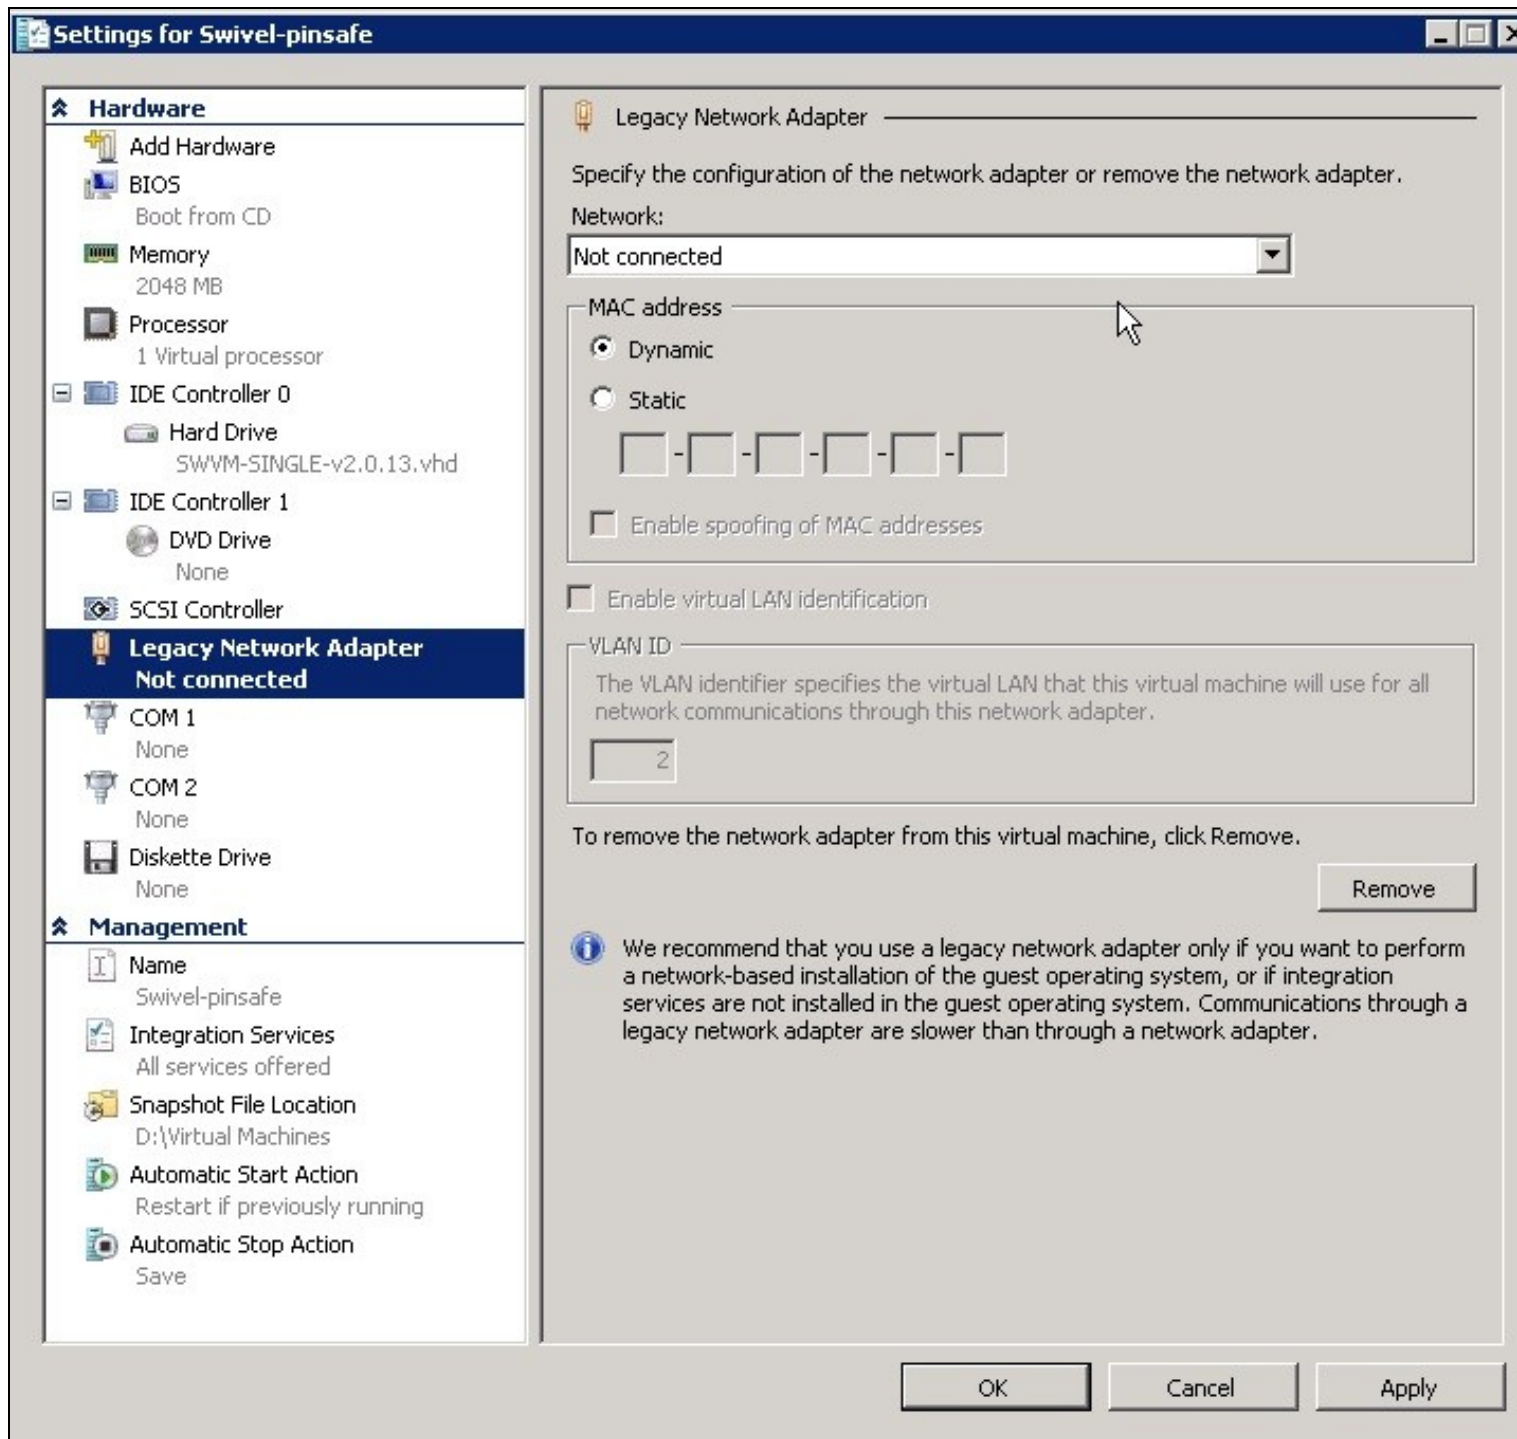 Settings for Swivel-pinsafe
Hardware
Add Hardware
BIOS
Boot from CD
Memory
2048 MB
Processor
1 Virtual processor
IDE Controller 0
Hard Drive
SWVM-SINGLE-v2.0.13.vhd
IDE Controller 1
DVD Drive
None
SCSI Controller
Legacy Network Adapter
Not connected
COM 1
None
COM 2
None
Diskette Drive
None
Management
Name
Swivel-pinsafe
Integration Services
All services offered
Snapshot File Location
D:\Virtual Machines
Automatic Start Action
Restart if previously running
Automatic Stop Action
Save
Legacy Network Adapter
Specify the configuration of the network adapter or remove the network adapter.
Network:
Not connected
MAC address
Dynamic
Static
- - - - -
Enable spoofing of MAC addresses
Enable virtual LAN identification
VLAN ID
The VLAN identifier specifies the virtual LAN that this virtual machine will use for all
network communications through this network adapter.
2
To remove the network adapter from this virtual machine, click Remove.
Remove
We recommend that you use a legacy network adapter only if you want to perform
a network-based installation of the guest operating system, or if integration
services are not installed in the guest operating system. Communications through a
legacy network adapter are slower than through a network adapter.
OK
Cancel
Apply